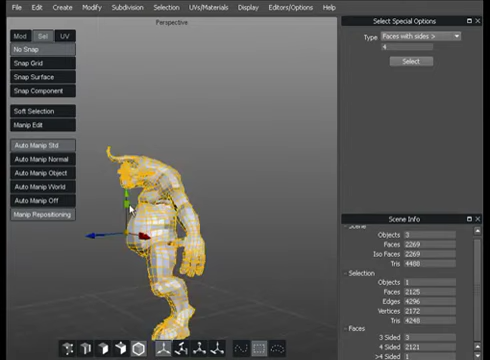 File Edit Create Modify Subdivision Selection UVs/Materials Display Editors/Options Help
Perspective
Mod Sel UV
No Snap
Snap Grid
Snap Surface
Snap Component
Soft Selection
Manip Edit
Auto Manip Std
Auto Manip Normal
Auto Manip Object
Auto Manip World
Auto Manip Off
Manip Repositioning
Select Special Options
Type Faces with sides >
4
Select
Scene Info
Scene
Objects 3
Faces 2269
Iso Faces 2269
Tris 4488
Selection
Objects 1
Faces 2125
Edges 4296
Vertices 2172
Tris 4248
Faces
3 Sided 3
4 Sided 2121
>4 Sided 1